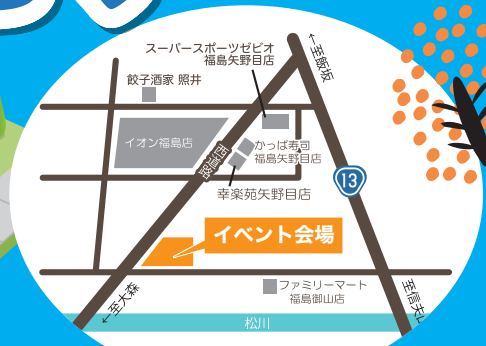 スーパースポーツゼビオ
福島矢野目店
←至飯坂
餃子酒家 照井
イオン福島店
西道路
かっぱ寿司
福島矢野目店
13
幸楽苑矢野目店
イベント会場
ファミリーマート
福島御山店
←至大森
至信夫山
松川